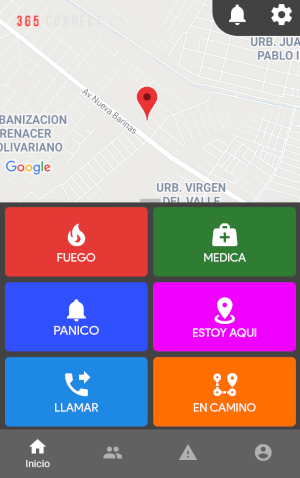 365 CONNECT
URB. JUA
PABLO I
Av Nueva Barinas
BANIZACION
RENACER
OLIVARIANO
Google
URB. VIRGEN
DEL VALLE
FUEGO
MEDICA
PANICO
ESTOY AQUI
LLAMAR
EN CAMINO
Inicio